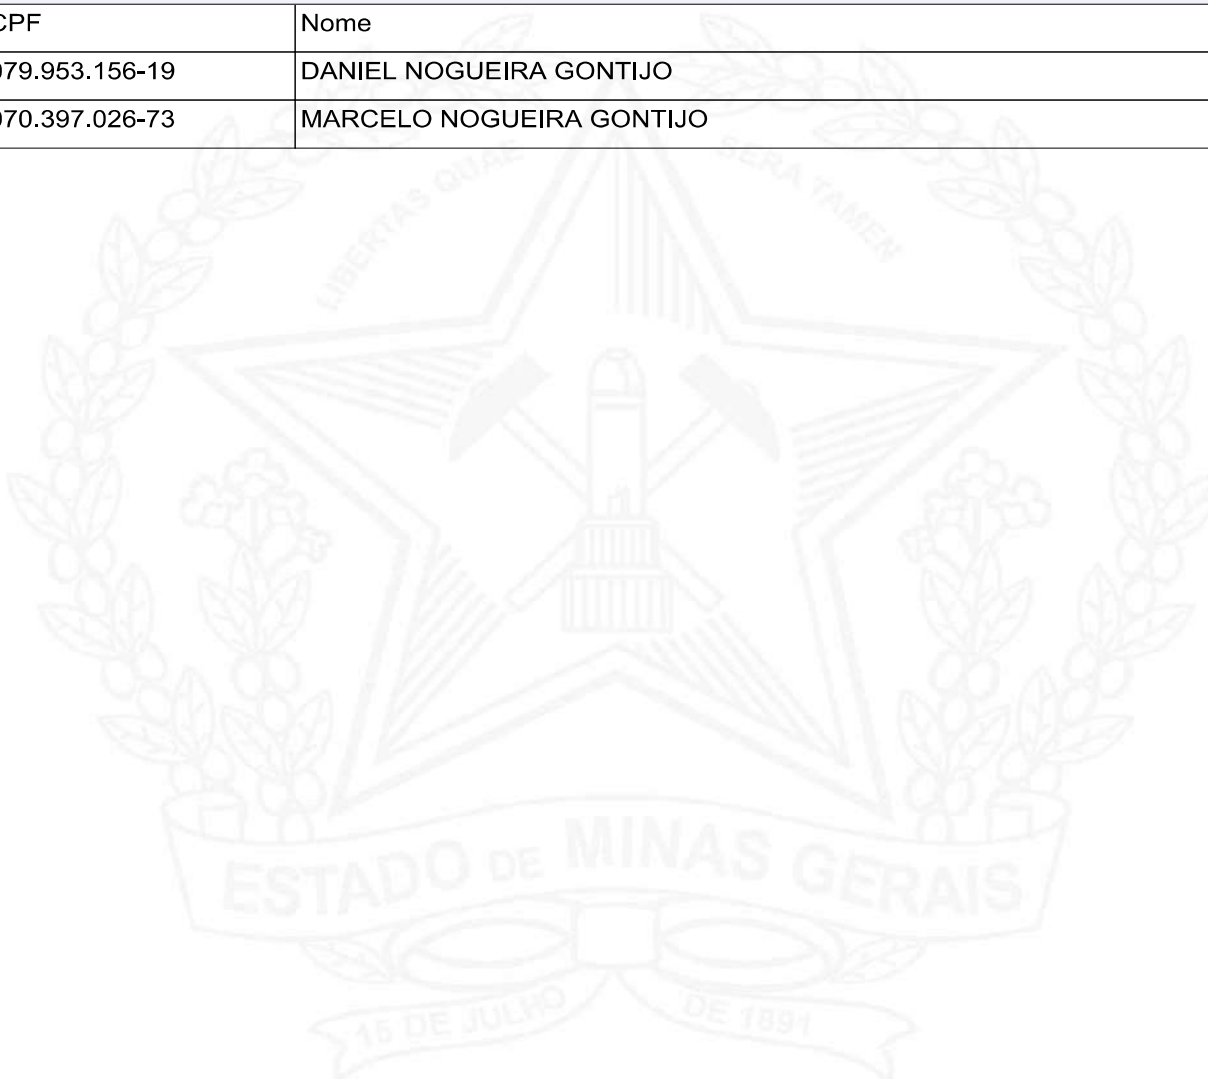 CPF Nome
079.953.156-19 DANIEL NOGUEIRA GONTIJO
070.397.026-73 MARCELO NOGUEIRA GONTIJO
LIBERTAS QUAE SERA TAMEN
ESTADO DE MINAS GERAIS
15 DE JULHO DE 1891